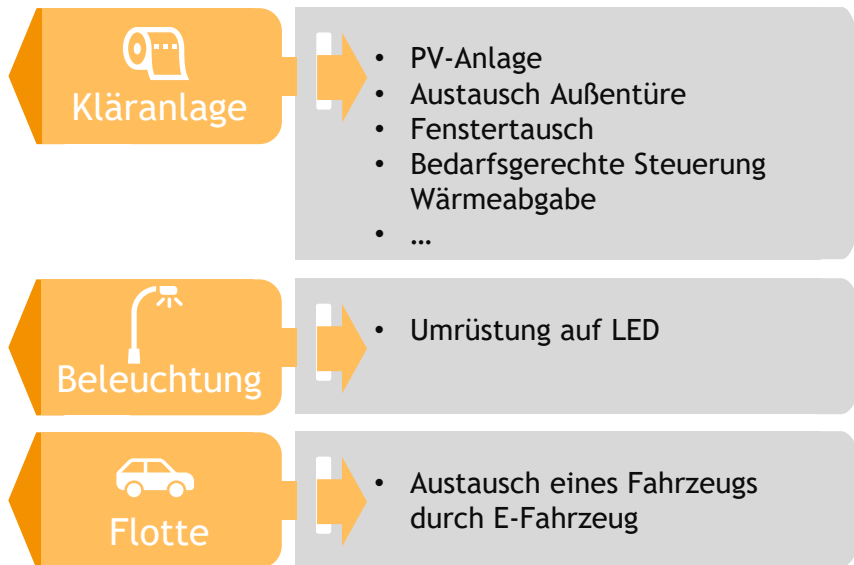 Kläranlage
• PV-Anlage
• Austausch Außentüre
• Fenstertausch
• Bedarfsgerechte Steuerung
Wärmeabgabe
• …
Beleuchtung
• Umrüstung auf LED
Flotte
• Austausch eines Fahrzeugs
durch E-Fahrzeug